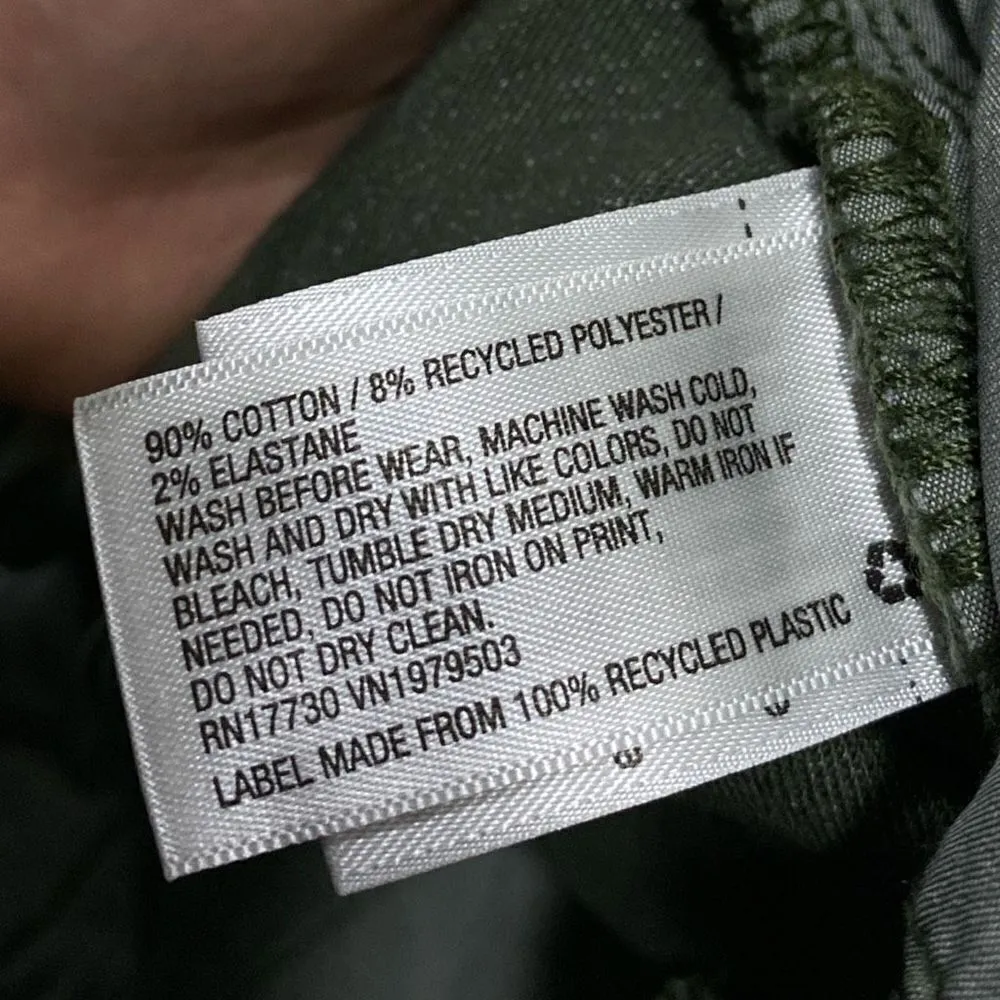 90% COTTON / 8% RECYCLED POLYESTER /
2% ELASTANE
WASH BEFORE WEAR, MACHINE WASH COLD,
WASH AND DRY WITH LIKE COLORS, DO NOT
BLEACH, TUMBLE DRY MEDIUM, WARM IRON IF
NEEDED, DO NOT IRON ON PRINT,
DO NOT DRY CLEAN.
RN17730 VN1979503
LABEL MADE FROM 100% RECYCLED PLASTIC